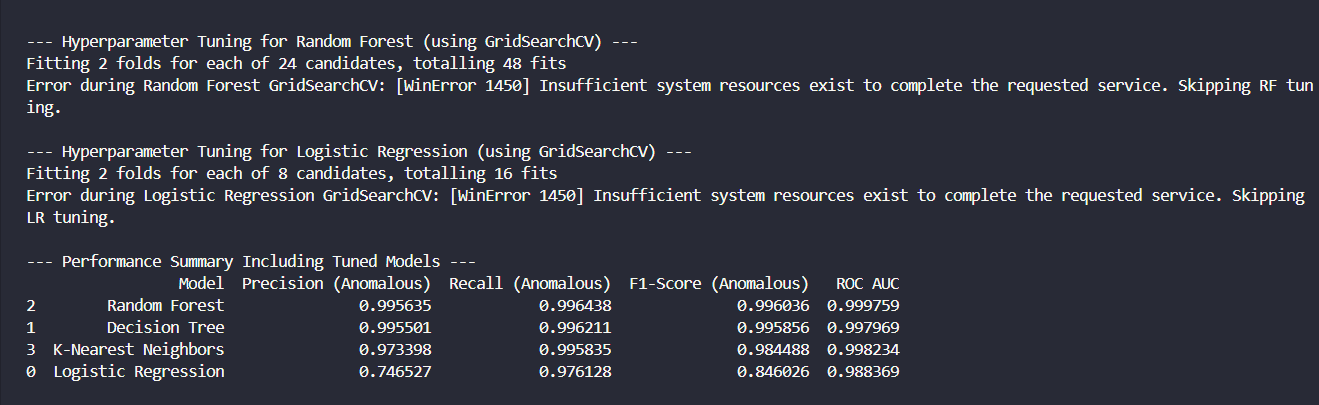 --- Hyperparameter Tuning for Random Forest (using GridSearchCV) ---
Fitting 2 folds for each of 24 candidates, totalling 48 fits
Error during Random Forest GridSearchCV: [WinError 1450] Insufficient system resources exist to complete the requested service. Skipping RF tun
ing.
--- Hyperparameter Tuning for Logistic Regression (using GridSearchCV) ---
Fitting 2 folds for each of 8 candidates, totalling 16 fits
Error during Logistic Regression GridSearchCV: [WinError 1450] Insufficient system resources exist to complete the requested service. Skipping
LR tuning.
--- Performance Summary Including Tuned Models ---
Model Precision (Anomalous) Recall (Anomalous) F1-Score (Anomalous) ROC AUC
2 Random Forest 0.995635 0.996438 0.996036 0.999759
1 Decision Tree 0.995501 0.996211 0.995856 0.997969
3 K-Nearest Neighbors 0.973398 0.995835 0.984488 0.998234
0 Logistic Regression 0.746527 0.976128 0.846026 0.988369